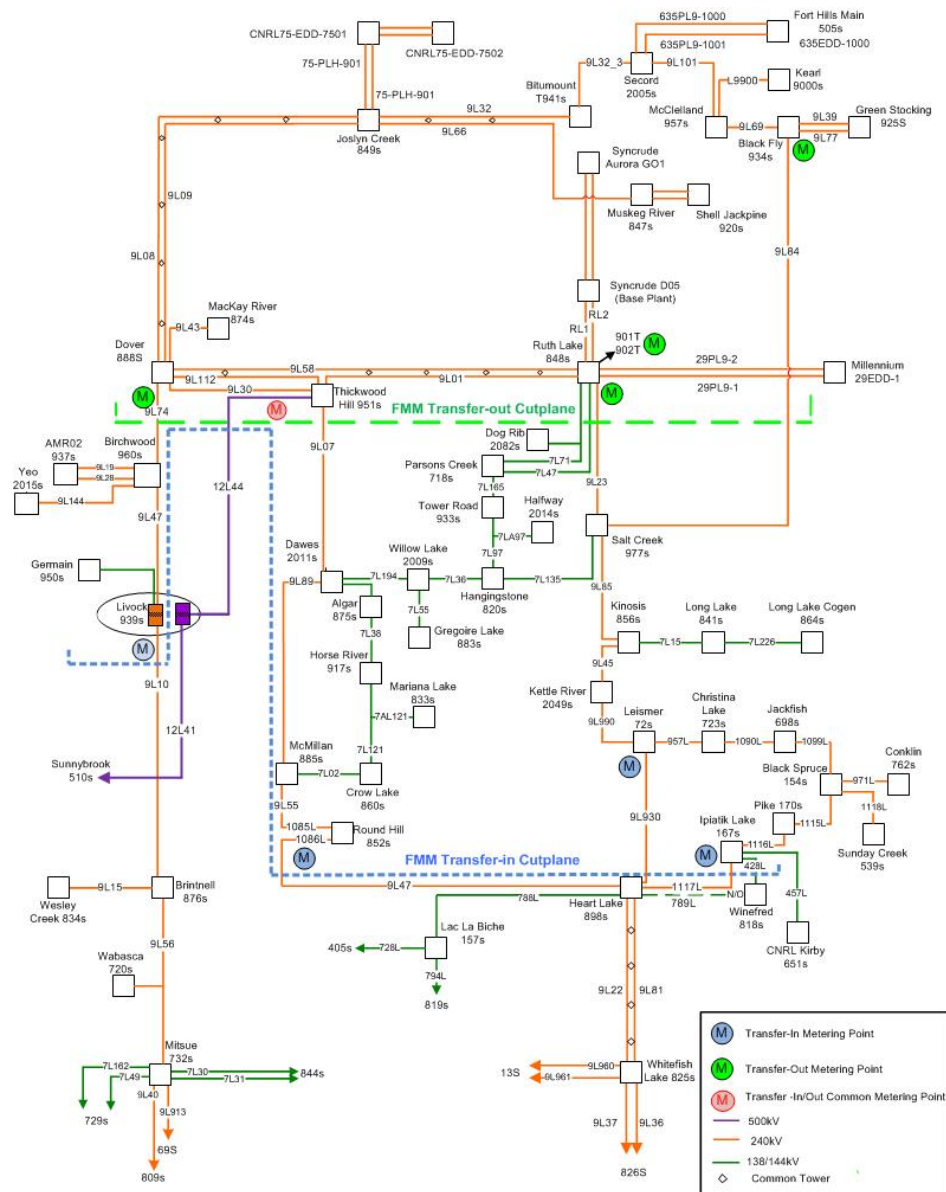 CNRL75-EDD-7501
CNRL75-EDD-7502
75-PLH-901
75-PLH-901
9L32
9L66
Joslyn Creek
849s
Bitumount
T941s
9L32_3
635PL9-1000
635PL9-1001
Fort Hills Main
505s
635EDD-1000
Secord
2005s
9L101
L9900
Kearl
9000s
McClelland
957s
9L69
Black Fly
934s
M
9L39
9L77
Green Stocking
925S
Syncrude
Aurora GO1
Muskeg River
847s
Shell Jackpine
920s
9L09
9L08
9L84
MacKay River
874s
9L43
Dover
888S
Syncrude D05
(Base Plant)
RL1
RL2
Ruth Lake
848s
901T
902T
M
29PL9-2
29PL9-1
Millennium
29EDD-1
9L58
9L112
9L30
9L01
Thickwood
Hill 951s
M
M
M
9L74
FMM Transfer-out Cutplane
AMR02
937s
Birchwood
960s
9L19
9L28
Yeo
2015s
9L144
12L44
9L07
Dog Rib
2082s
7L71
7L47
Parsons Creek
718s
7L165
9L23
Tower Road
933s
Halfway
2014s
7LA97
7L97
Salt Creek
977s
9L47
Germain
950s
Dawes
2011s
Willow Lake
2009s
7L194
7L36
7L135
Hangingstone
820s
9L89
Algar
875s
7L55
Gregoire Lake
883s
9L85
Livock
939s
M
7L38
Kinosis
856s
Long Lake
841s
Long Lake Cogen
864s
7L15
7L226
Horse River
917s
9L45
Mariana Lake
833s
7AL121
Kettle River
2049s
9L10
12L41
9L990
Leismer
72s
Christina
Lake
723s
Jackfish
698s
957L
1090L
1099L
M
Sunnybrook
510s
McMillan
885s
7L121
7L02
Crow Lake
860s
Black Spruce
154s
Conklin
762s
971L
1118L
9L55
1085L
1086L
Round Hill
852s
M
9L930
Pike 170s
1115L
Ipiatik Lake
167s
1116L
M
Sunday Creek
539s
FMM Transfer-in Cutplane
428L
457L
9L47
1117L
Heart Lake
898s
788L
789L
N/O
Winefred
818s
CNRL Kirby
651s
Wesley
Creek 834s
9L15
Brintnell
876s
9L56
Lac La Biche
157s
405s
728L
794L
819s
Wabasca
720s
9L22
9L81
Mitsue
732s
7L162
7L49
7L30
7L31
844s
9L40
9L913
729s
69S
809s
13S
9L960
9L961
Whitefish
Lake 825s
9L37
9L36
826S
M Transfer-In Metering Point
M Transfer-Out Metering Point
M Transfer -In/Out Common Metering Point
500kV
240kV
138/144kV
Common Tower